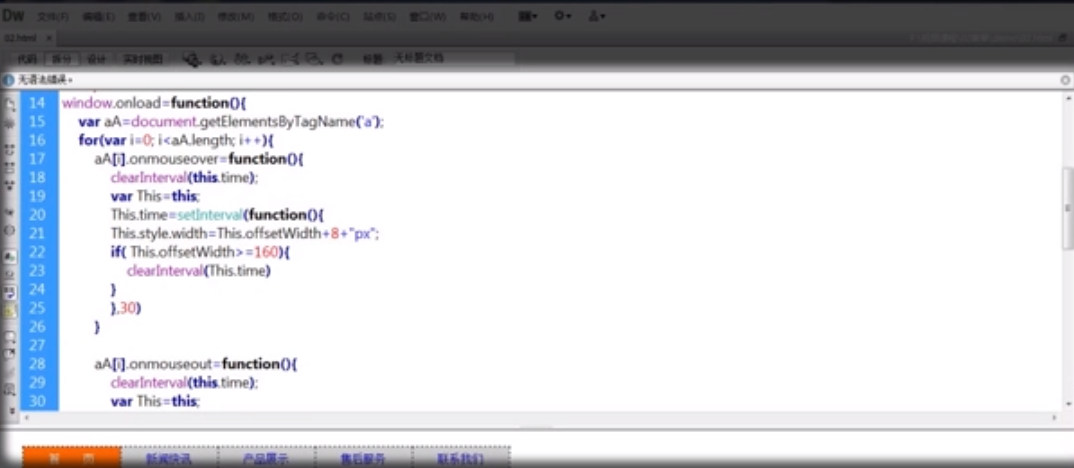 Dw 文件(F) 编辑(E) 查看(V) 插入(I) 修改(M) 格式(O) 命令(C) 站点(S) 窗口(W) 帮助(H)
02.html ×
代码 拆分 设计 实时视图 标题: 无标题文档
无语法错误。
14 window.onload=function(){
15 var aA=document.getElementsByTagName('a');
16 for(var i=0; i<aA.length; i++){
17 aA[i].onmouseover=function(){
18 clearInterval(this.time);
19 var This=this;
20 This.time=setInterval(function(){
21 This.style.width=This.offsetWidth+8+"px";
22 if( This.offsetWidth>=160){
23 clearInterval(This.time)
24 }
25 },30)
26 }
27
28 aA[i].onmouseout=function(){
29 clearInterval(this.time);
30 var This=this;
首 页 新闻快讯 产品展示 售后服务 联系我们